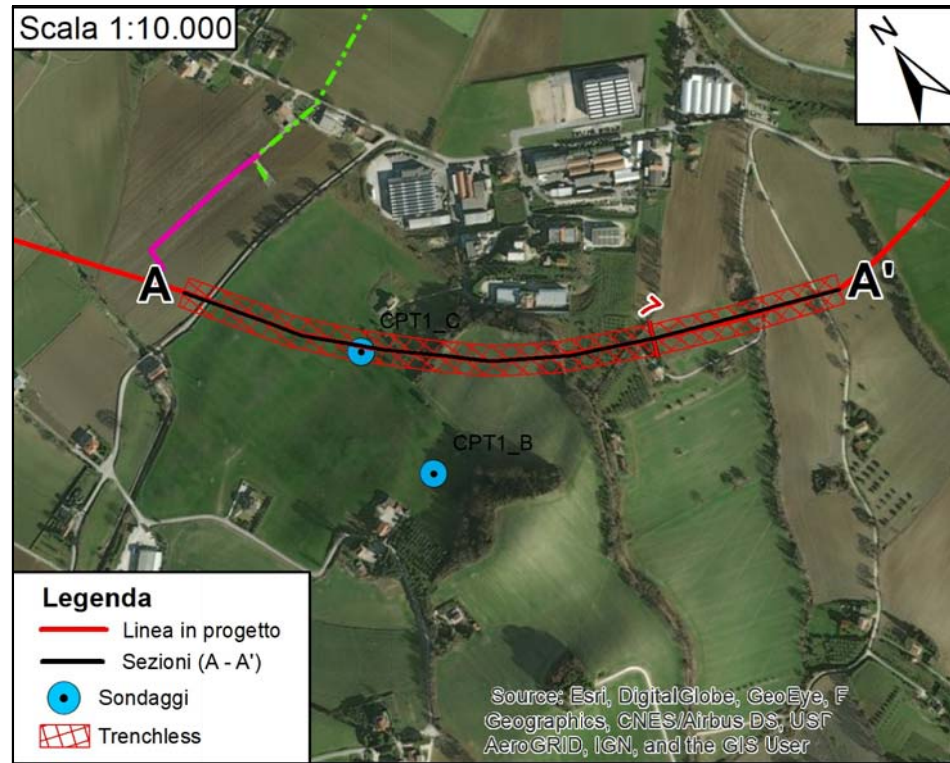 Scala 1:10.000
N
A
A'
1
CPT1_C
CPT1_B
Legenda
Linea in progetto
Sezioni (A - A')
Sondaggi
Trenchless
Source: Esri, DigitalGlobe, GeoEye,
Geographics, CNES/Airbus DS,
AeroGRID, IGN, and the GIS User